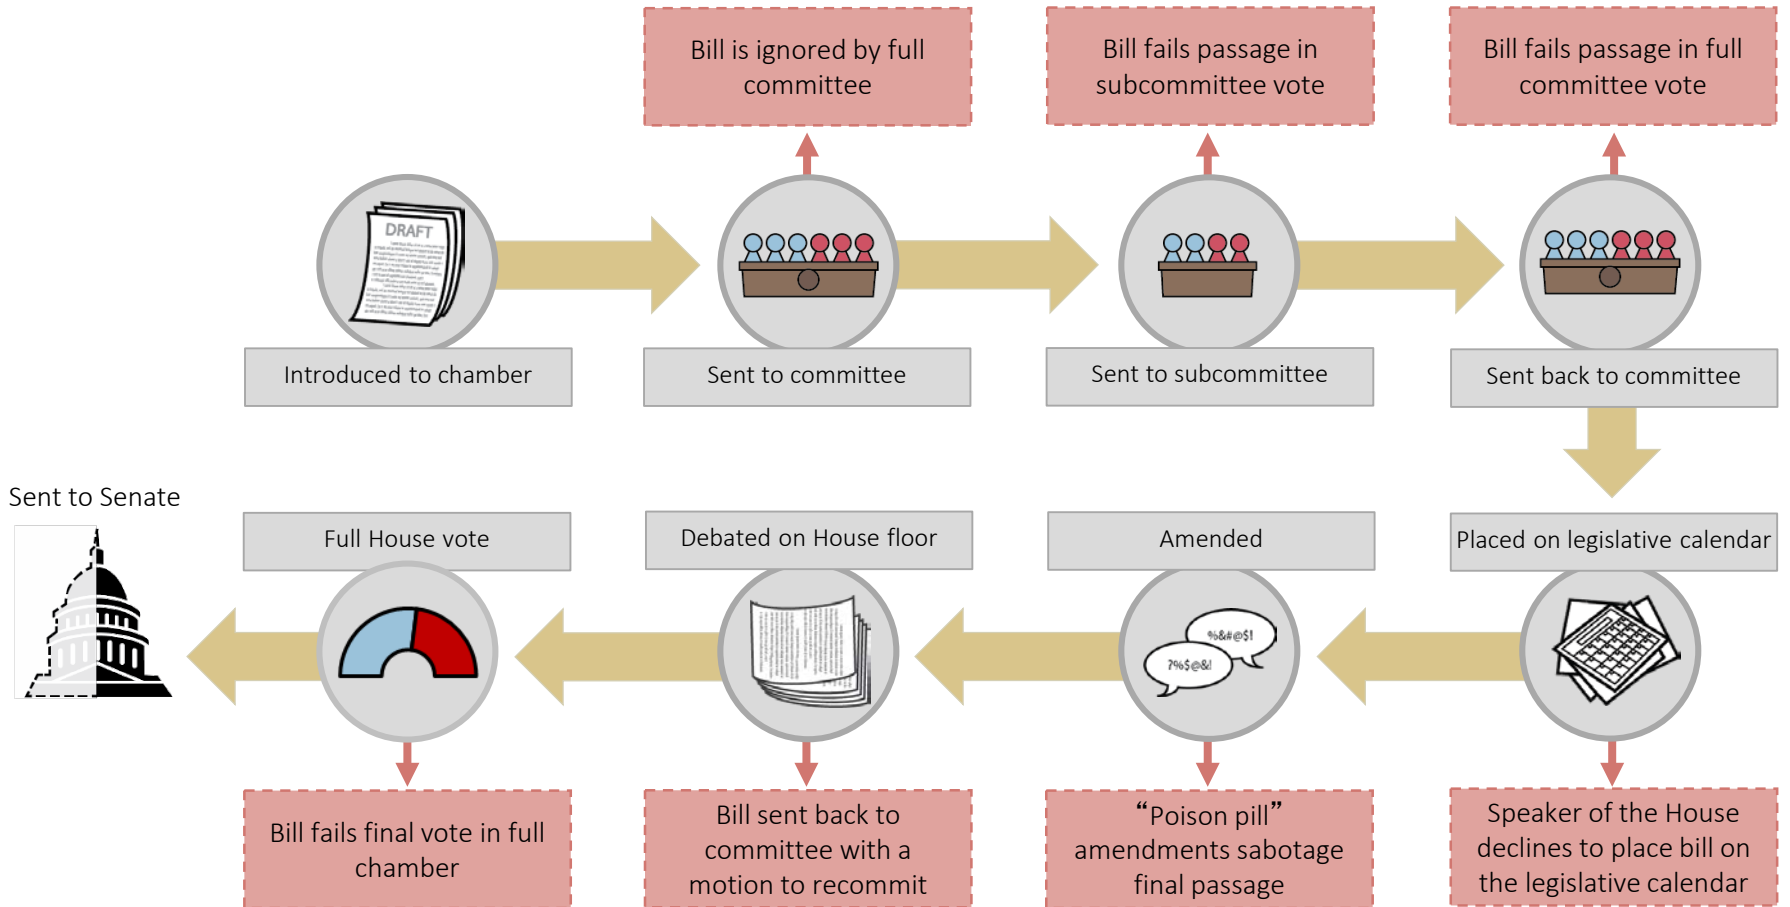 Bill is ignored by full
committee
Bill fails passage in
subcommittee vote
Bill fails passage in full
committee vote
DRAFT
Introduced to chamber
Sent to committee
Sent to subcommittee
Sent back to committee
Sent to Senate
Full House vote
Debated on House floor
Amended
Placed on legislative calendar
%&#@$!
?%$@&!
Bill fails final vote in full
chamber
Bill sent back to
committee with a
motion to recommit
“Poison pill”
amendments sabotage
final passage
Speaker of the House
declines to place bill on
the legislative calendar